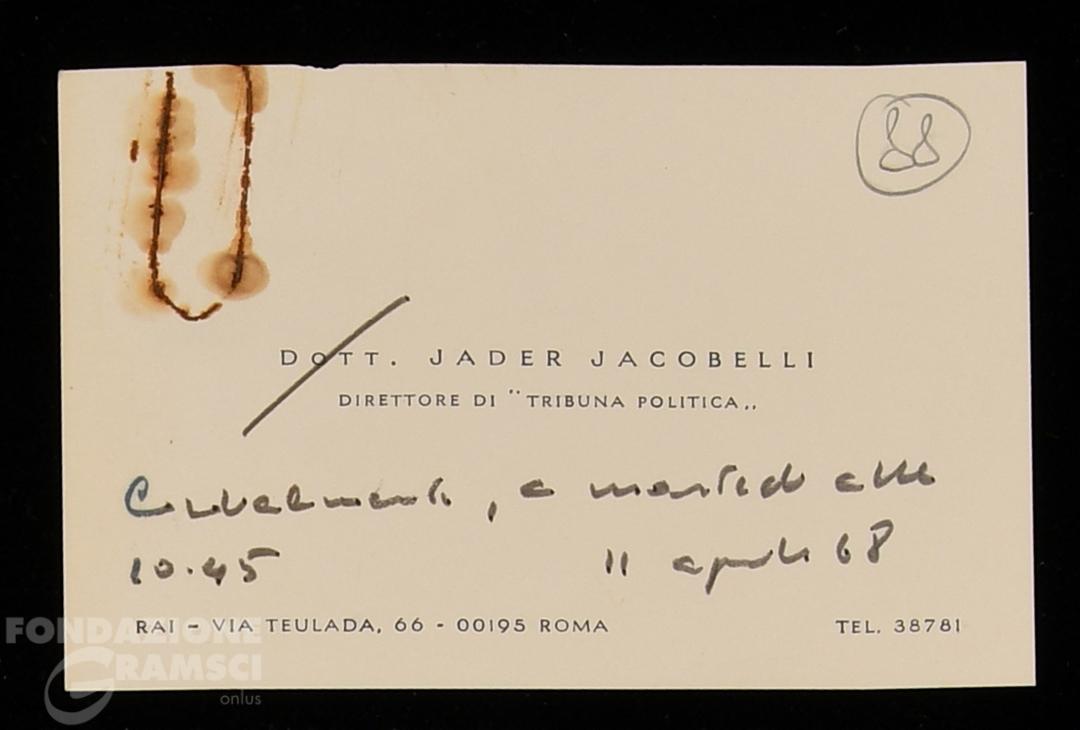 88
DOTT. JADER JACOBELLI
DIRETTORE DI "TRIBUNA POLITICA"
Cordialmente, a martedì alle
10.45 11 aprile 68
RAI - VIA TEULADA, 66 - 00195 ROMA TEL. 38781
FONDAZIONE
GRAMSCI
onlus